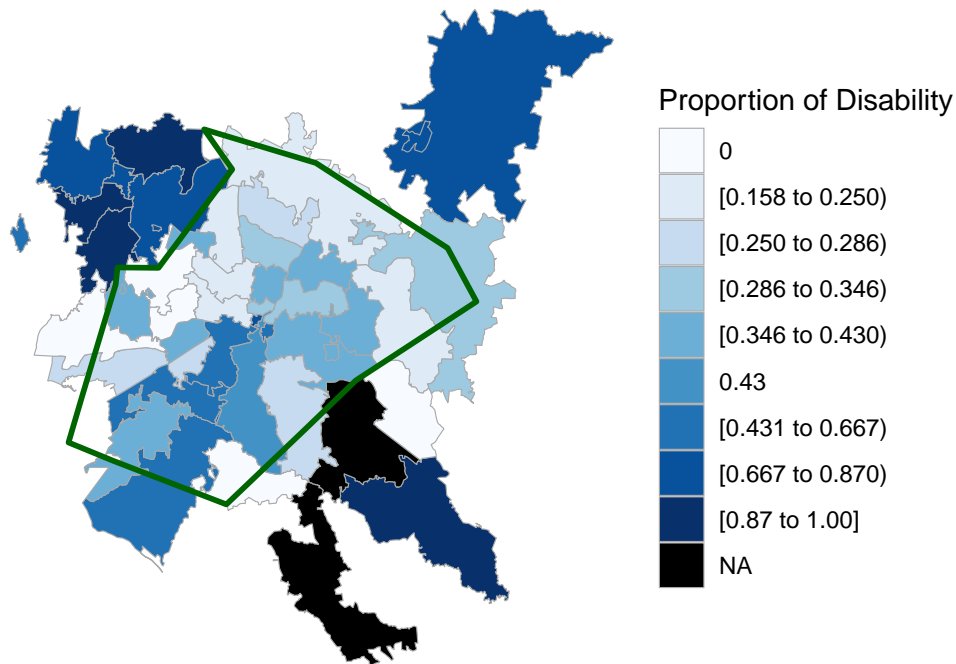 Proportion of Disability
0
[0.158 to 0.250)
[0.250 to 0.286)
[0.286 to 0.346)
[0.346 to 0.430)
0.43
[0.431 to 0.667)
[0.667 to 0.870)
[0.87 to 1.00]
NA